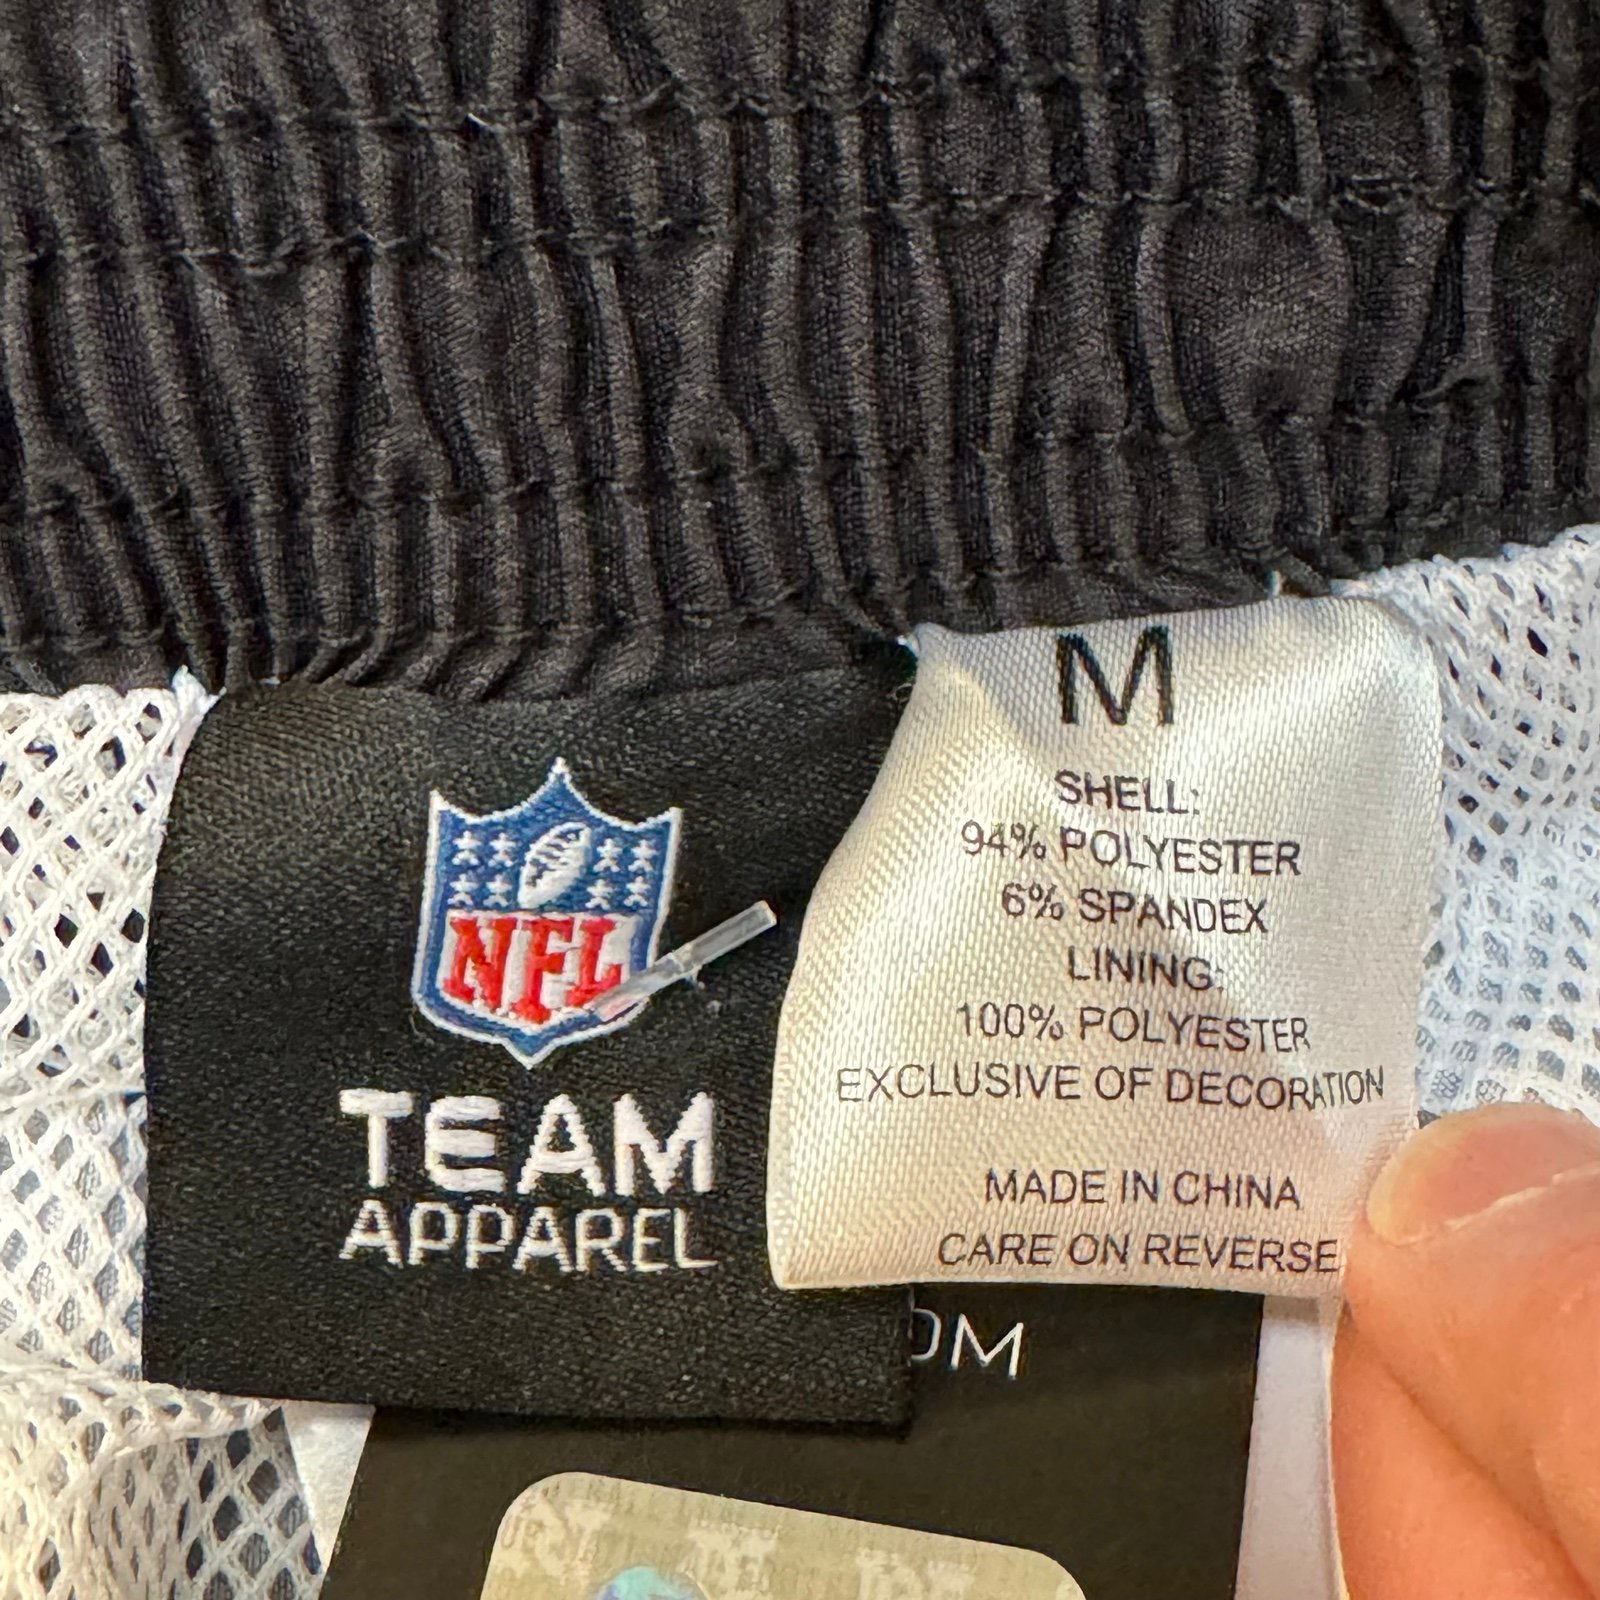 NFL
TEAM
APPAREL
M
SHELL:
94% POLYESTER
6% SPANDEX
LINING:
100% POLYESTER
EXCLUSIVE OF DECORATION
MADE IN CHINA
CARE ON REVERSE
OM